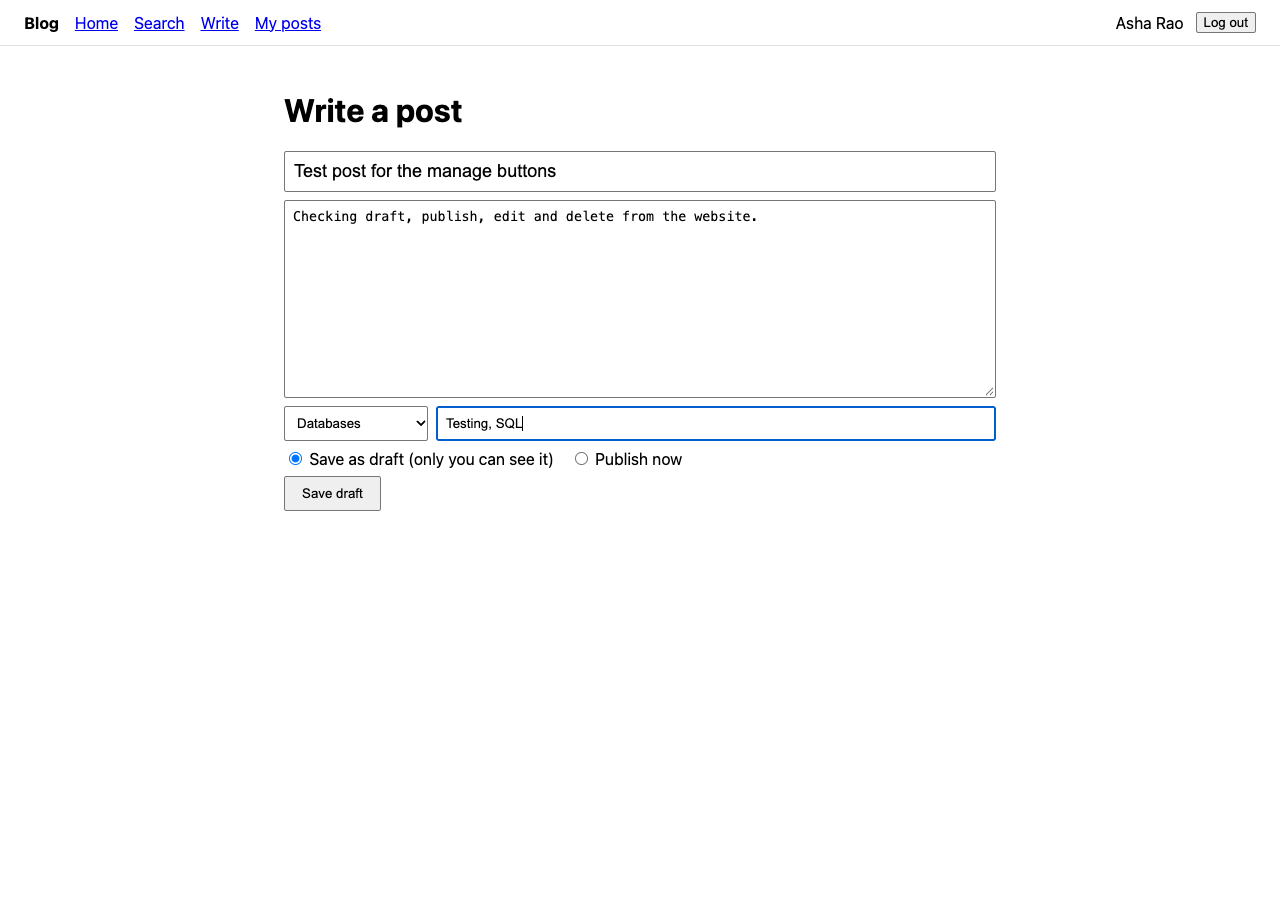 Blog Home Search Write My posts Asha Rao Log out
Write a post
Test post for the manage buttons
Checking draft, publish, edit and delete from the website.
Databases Testing, SQL
Save as draft (only you can see it) Publish now
Save draft